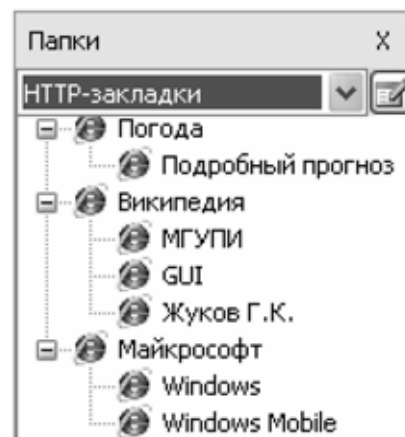 Папки X
HTTP-закладки
Погода
Подробный прогноз
Википедия
МГУПИ
GUI
Жуков Г.К.
Майкрософт
Windows
Windows Mobile